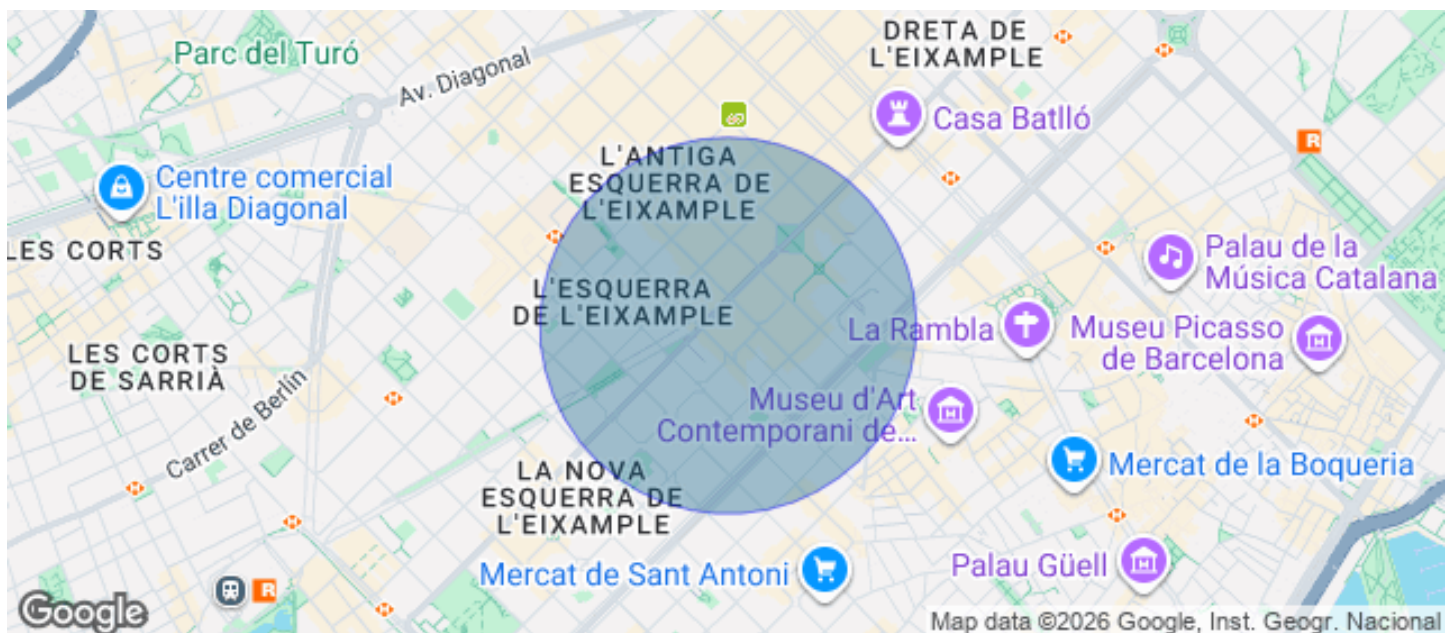 DRETA DE
L'EIXAMPLE
Parc del Turó
Av. Diagonal
Casa Batlló
L'ANTIGA
ESQUERRA DE
L'EIXAMPLE
Centre comercial
L'illa Diagonal
LES CORTS
Palau de la
Música Catalana
L'ESQUERRA
DE L'EIXAMPLE
La Rambla
Museu Picasso
de Barcelona
LES CORTS
DE SARRIÀ
Museu d'Art
Contemporani de...
Carrer de Berlín
Mercat de la Boqueria
LA NOVA
ESQUERRA DE
L'EIXAMPLE
Mercat de Sant Antoni
Palau Güell
R
R
Google
Map data ©2026 Google, Inst. Geogr. Nacional